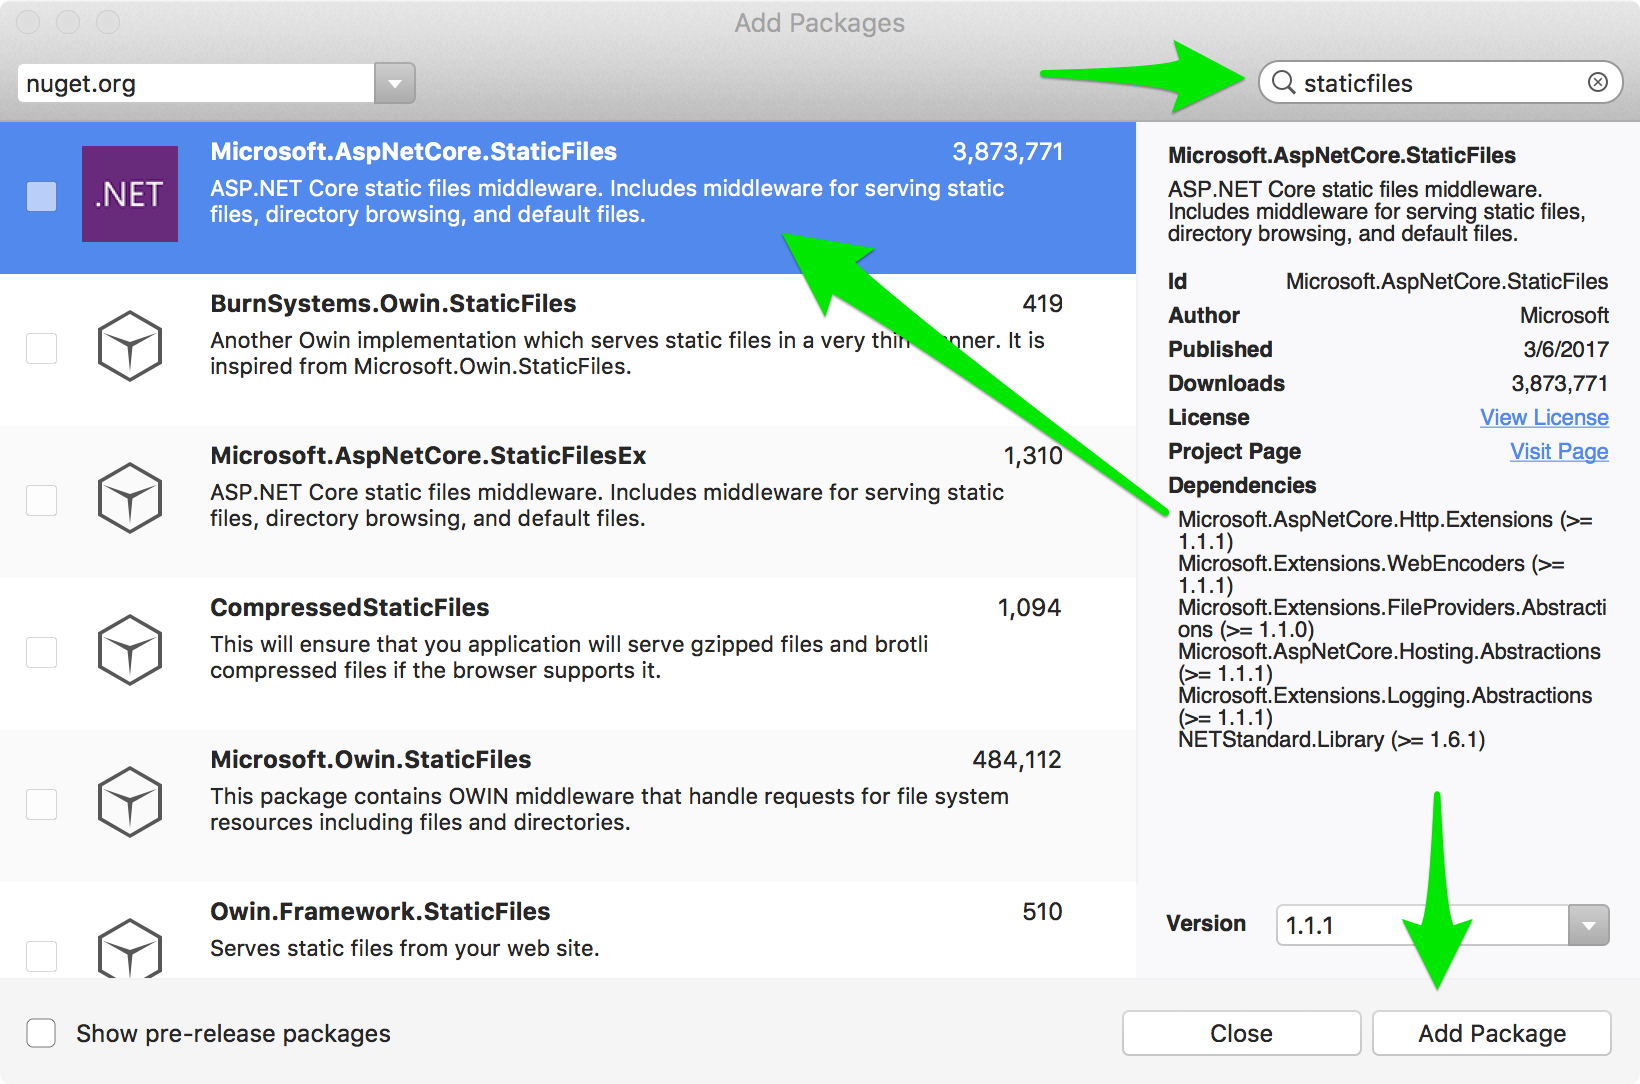 Add Packages
nuget.org
staticfiles
.NET
Microsoft.AspNetCore.StaticFiles 3,873,771
ASP.NET Core static files middleware. Includes middleware for serving static
files, directory browsing, and default files.
BurnSystems.Owin.StaticFiles 419
Another Owin implementation which serves static files in a very thin nner. It is
inspired from Microsoft.Owin.StaticFiles.
Microsoft.AspNetCore.StaticFilesEx 1,310
ASP.NET Core static files middleware. Includes middleware for serving static
files, directory browsing, and default files.
CompressedStaticFiles 1,094
This will ensure that you application will serve gzipped files and brotli
compressed files if the browser supports it.
Microsoft.Owin.StaticFiles 484,112
This package contains OWIN middleware that handle requests for file system
resources including files and directories.
Owin.Framework.StaticFiles 510
Serves static files from your web site.
Microsoft.AspNetCore.StaticFiles
ASP.NET Core static files middleware.
Includes middleware for serving static files,
directory browsing, and default files.
Id Microsoft.AspNetCore.StaticFiles
Author Microsoft
Published 3/6/2017
Downloads 3,873,771
License View License
Project Page Visit Page
Dependencies
Microsoft.AspNetCore.Http.Extensions (>=
1.1.1)
Microsoft.Extensions.WebEncoders (>=
1.1.1)
Microsoft.Extensions.FileProviders.Abstracti
ons (>= 1.1.0)
Microsoft.AspNetCore.Hosting.Abstractions
(>= 1.1.1)
Microsoft.Extensions.Logging.Abstractions
(>= 1.1.1)
NETStandard.Library (>= 1.6.1)
Version 1.1.1
Show pre-release packages
Close
Add Package